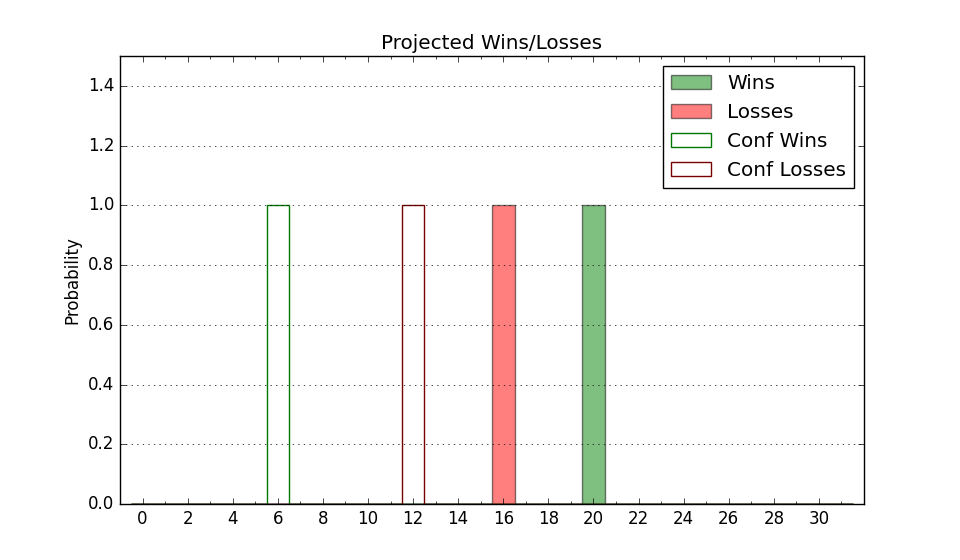 Projected Wins/Losses
Wins
Losses
Conf Wins
Conf Losses
Probability
1.4
1.2
1.0
0.8
0.6
0.4
0.2
0.0
0 2 4 6 8 10 12 14 16 18 20 22 24 26 28 30